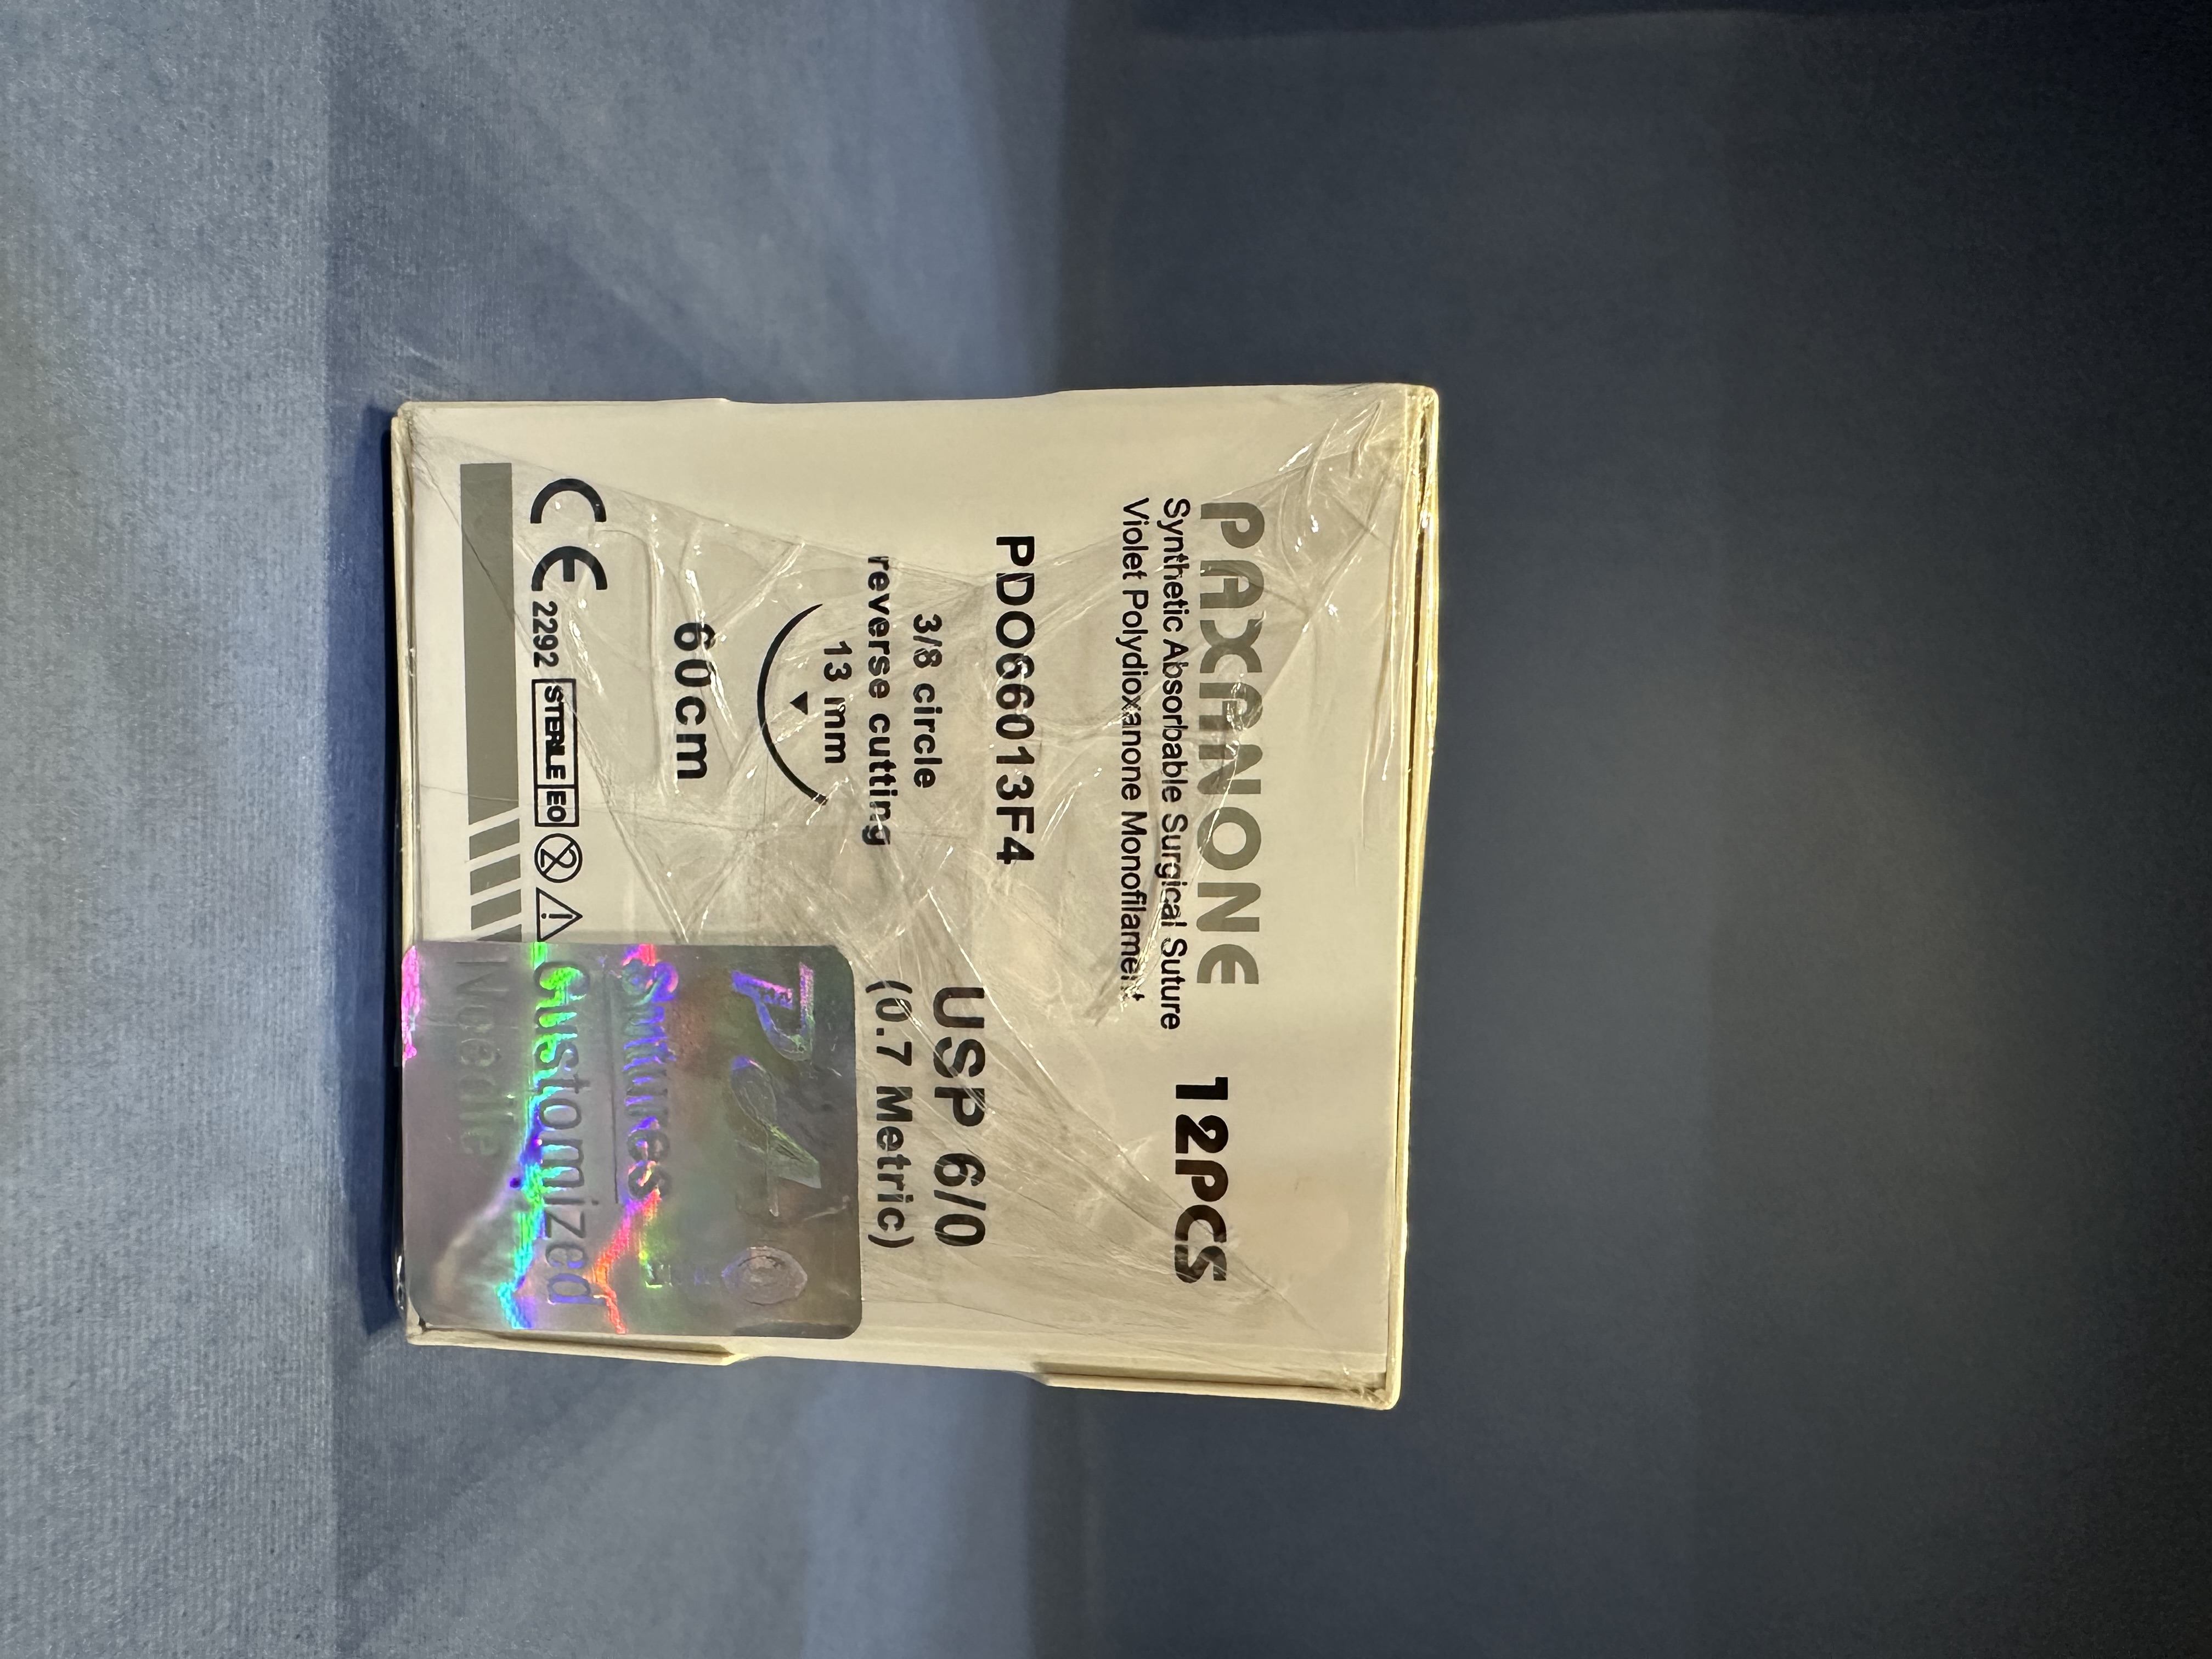 PAXANONE
Synthetic Absorbable Surgical Suture
Violet Polydioxanone Monofilament
12PCS
PDO66013F4
3/8 circle
reverse cutting
13 mm
60cm
USP 6/0
(0.7 Metric)
CE 2292 STERILE EO
Sutures
Customized
Needle